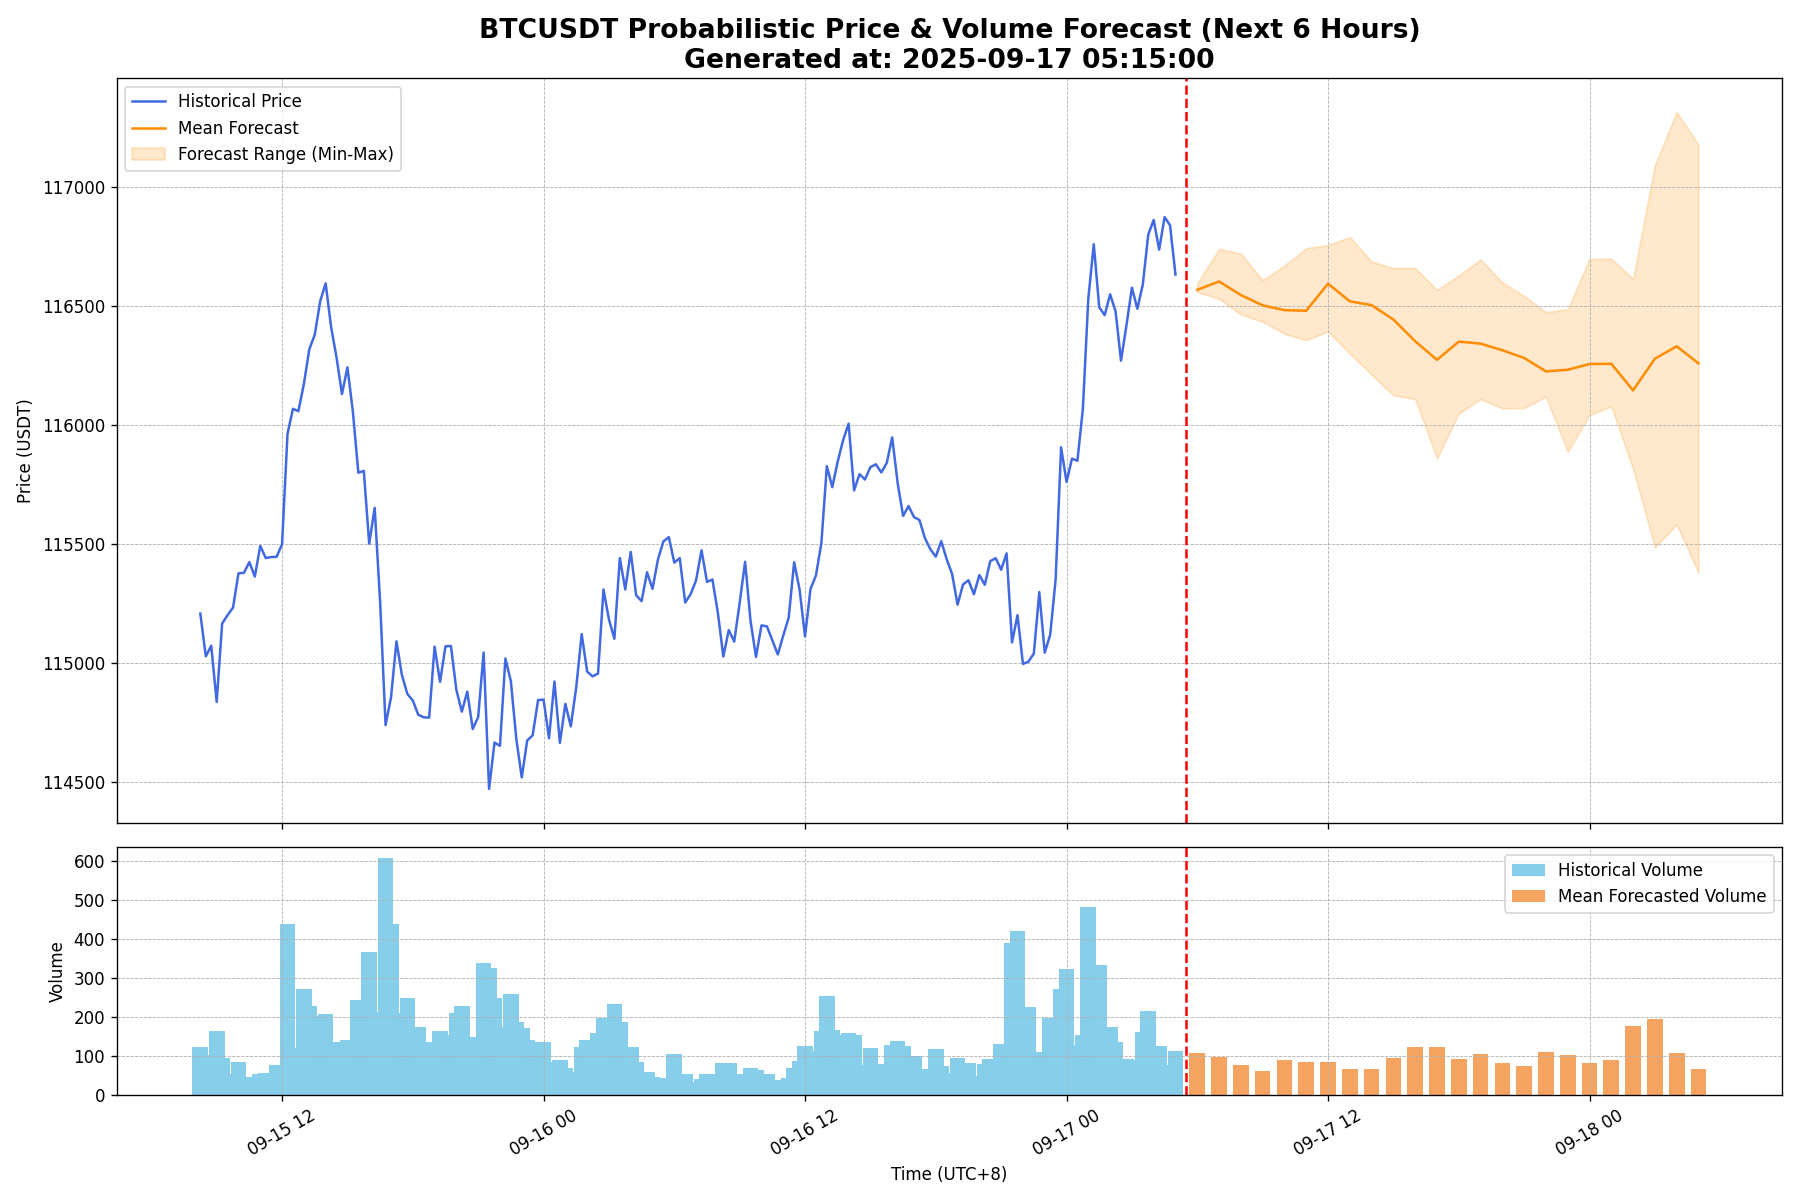 BTCUSDT Probabilistic Price & Volume Forecast (Next 6 Hours)
Generated at: 2025-09-17 05:15:00
Historical Price
Mean Forecast
Forecast Range (Min-Max)
117000
116500
116000
115500
115000
114500
Price (USDT)
Historical Volume
Mean Forecasted Volume
600
500
400
300
200
100
0
Volume
09-15 12
09-16 00
09-16 12
09-17 00
09-17 12
09-18 00
Time (UTC+8)